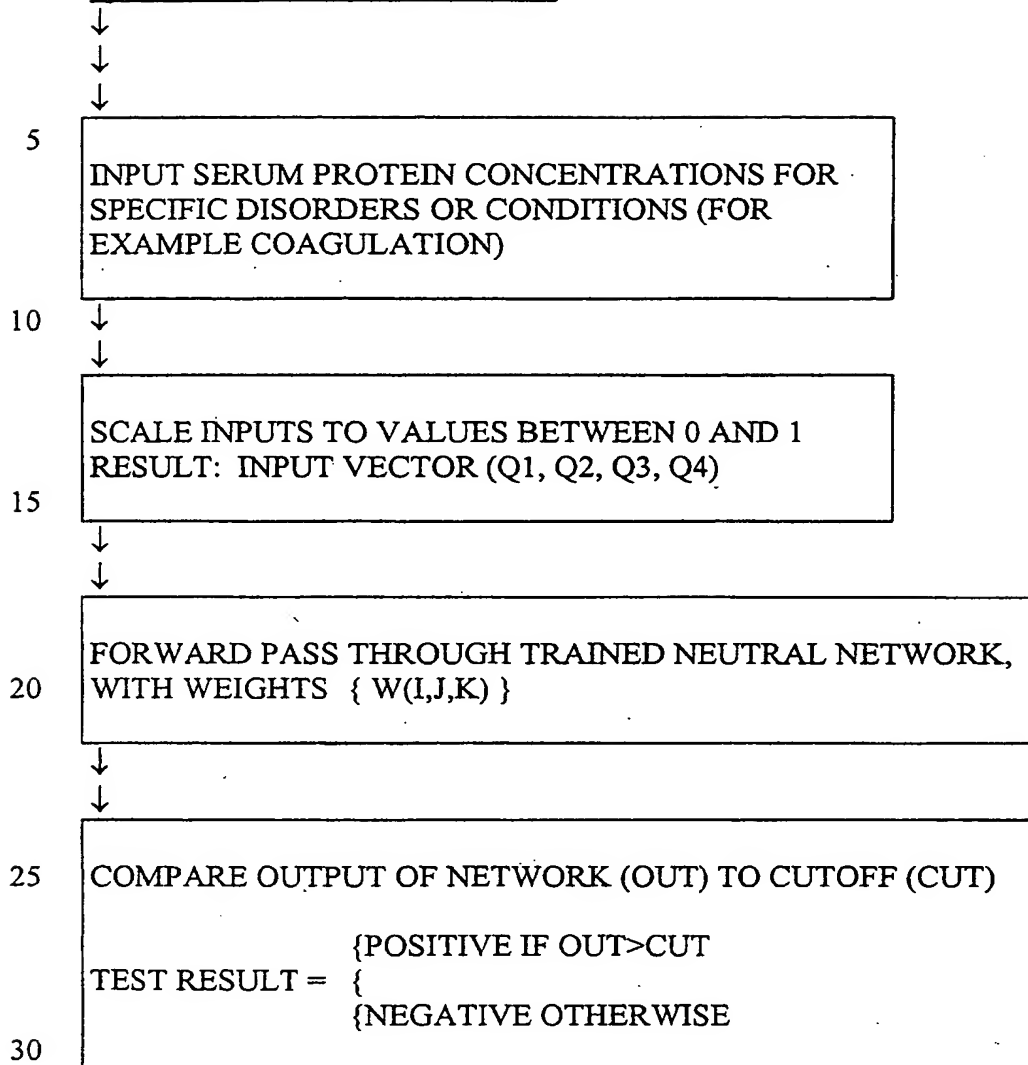 ↓
↓
↓
5
INPUT SERUM PROTEIN CONCENTRATIONS FOR
SPECIFIC DISORDERS OR CONDITIONS (FOR
EXAMPLE COAGULATION)
10 ↓
↓
SCALE INPUTS TO VALUES BETWEEN 0 AND 1
RESULT: INPUT VECTOR (Q1, Q2, Q3, Q4)
15
↓
↓
FORWARD PASS THROUGH TRAINED NEUTRAL NETWORK,
20 WITH WEIGHTS { W(I,J,K) }
↓
↓
25 COMPARE OUTPUT OF NETWORK (OUT) TO CUTOFF (CUT)
{POSITIVE IF OUT>CUT
TEST RESULT = {
{NEGATIVE OTHERWISE
30